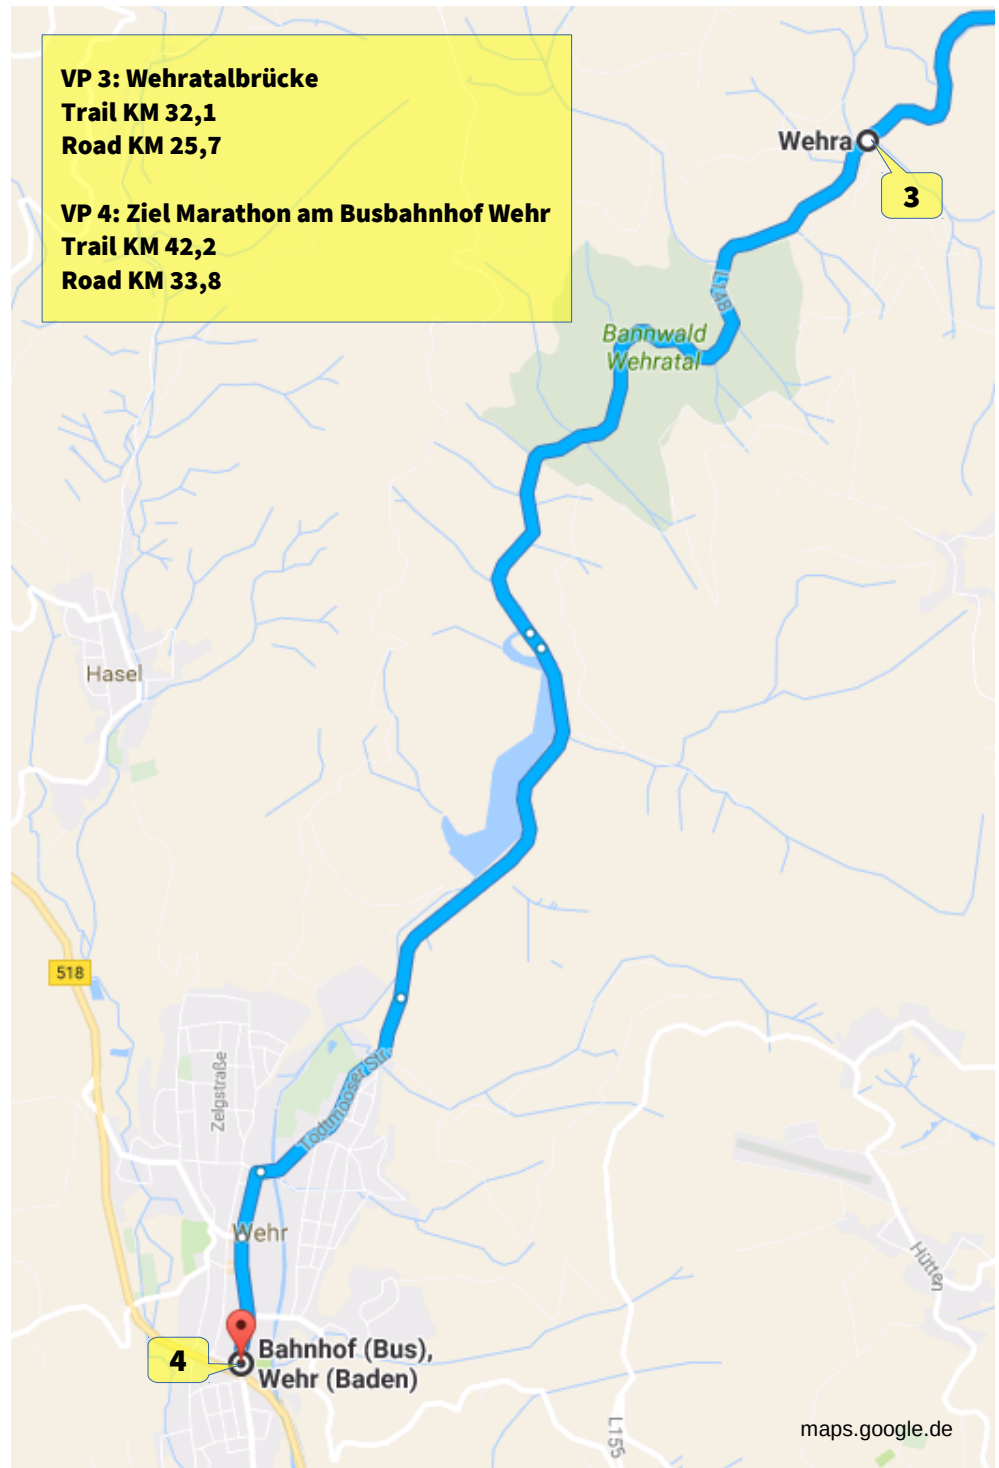 VP 3: Wehratalbrücke
Trail KM 32,1
Road KM 25,7
VP 4: Ziel Marathon am Busbahnhof Wehr
Trail KM 42,2
Road KM 33,8
Wehra
3
L148
Bannwald
Wehratal
Hasel
518
Zelgstraße
Todtmooser Str.
Wehr
Hütten
4
Bahnhof (Bus),
Wehr (Baden)
L155
maps.google.de